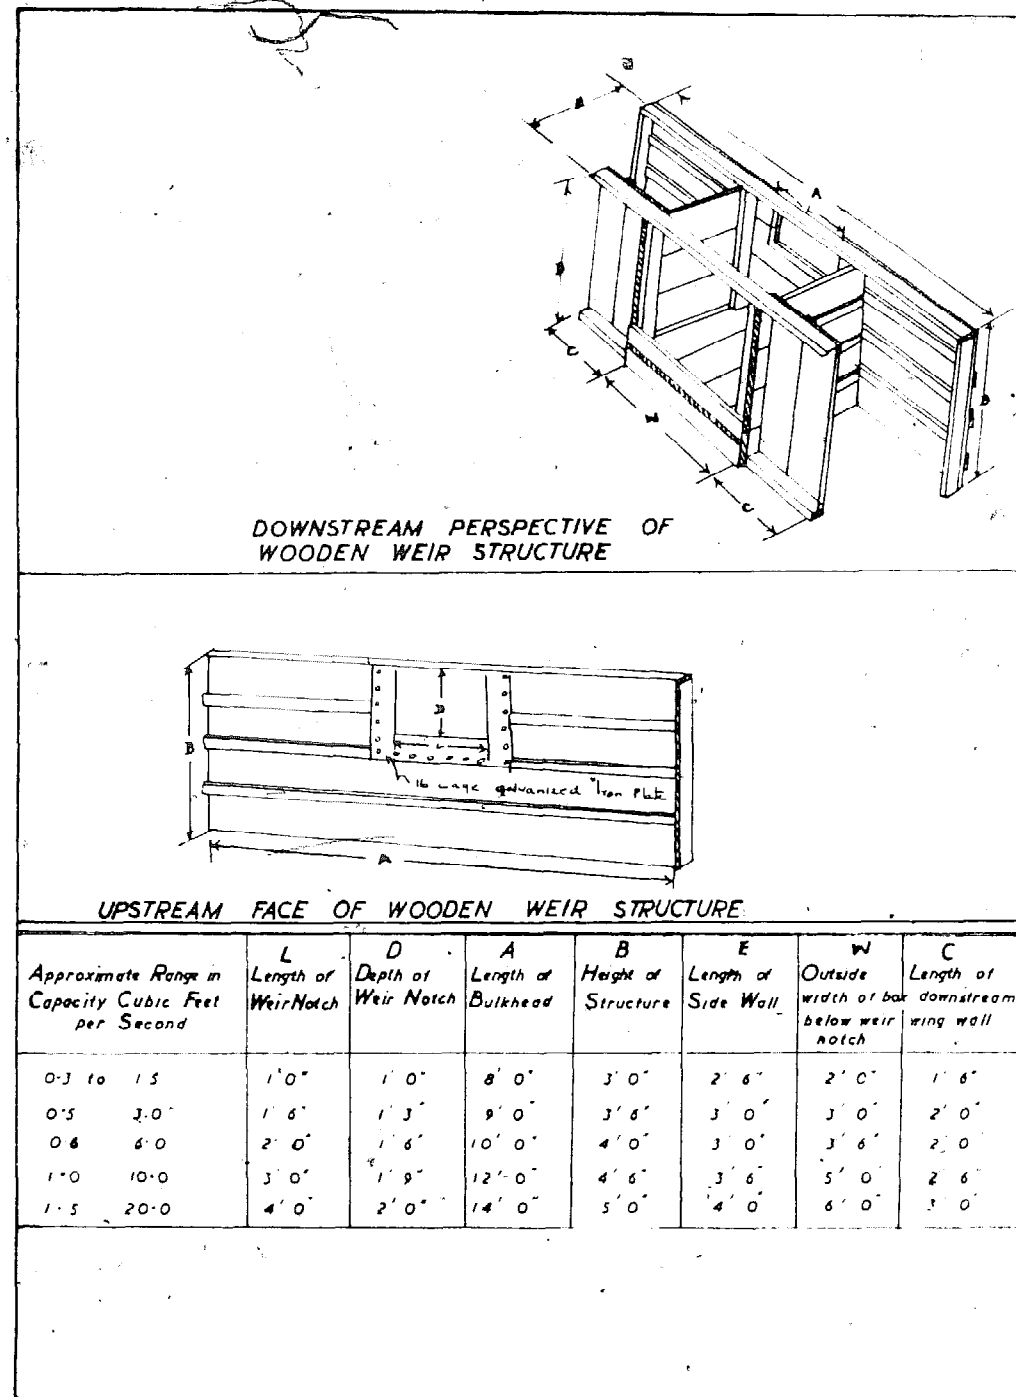 A
A
B
B
C
W
C
DOWNSTREAM PERSPECTIVE OF
WOODEN WEIR STRUCTURE
B
D
L
16 Gage galvanized Iron Plate
A
UPSTREAM FACE OF WOODEN WEIR STRUCTURE
Approximate Range in Capacity Cubic Feet per Second | L Length of Weir Notch | D Depth of Weir Notch | A Length of Bulkhead | B Height of Structure | E Length of Side Wall | W Outside width of box below weir notch | C Length of downstream wing wall
0.3 to 1.5 1' 0" 1' 0" 8' 0" 3' 0" 2' 6" 2' 0" 1' 6"
0.5 3.0 1' 6" 1' 3" 9' 0" 3' 6" 3' 0" 3' 0" 2' 0"
0.6 6.0 2' 0" 1' 6" 10' 0" 4' 0" 3' 0" 3' 6" 2' 0
1.0 10.0 3' 0" 1' 9" 12'-0" 4' 6" 3' 6" 5' 0" 2' 6"
1.5 20.0 4' 0" 2' 0" 14' 0" 5' 0" 4' 0 6' 0" 3' 0"